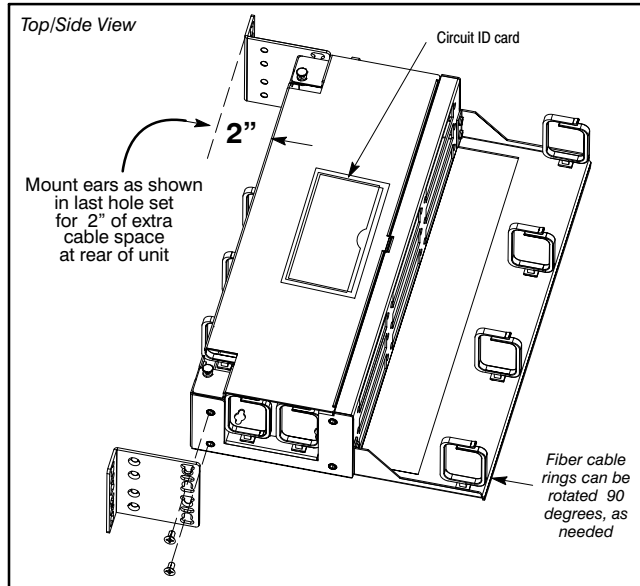 Top/Side View
Circuit ID card
2”
Mount ears as shown
in last hole set
for 2” of extra
cable space
at rear of unit
Fiber cable
rings can be
rotated 90
degrees, as
needed